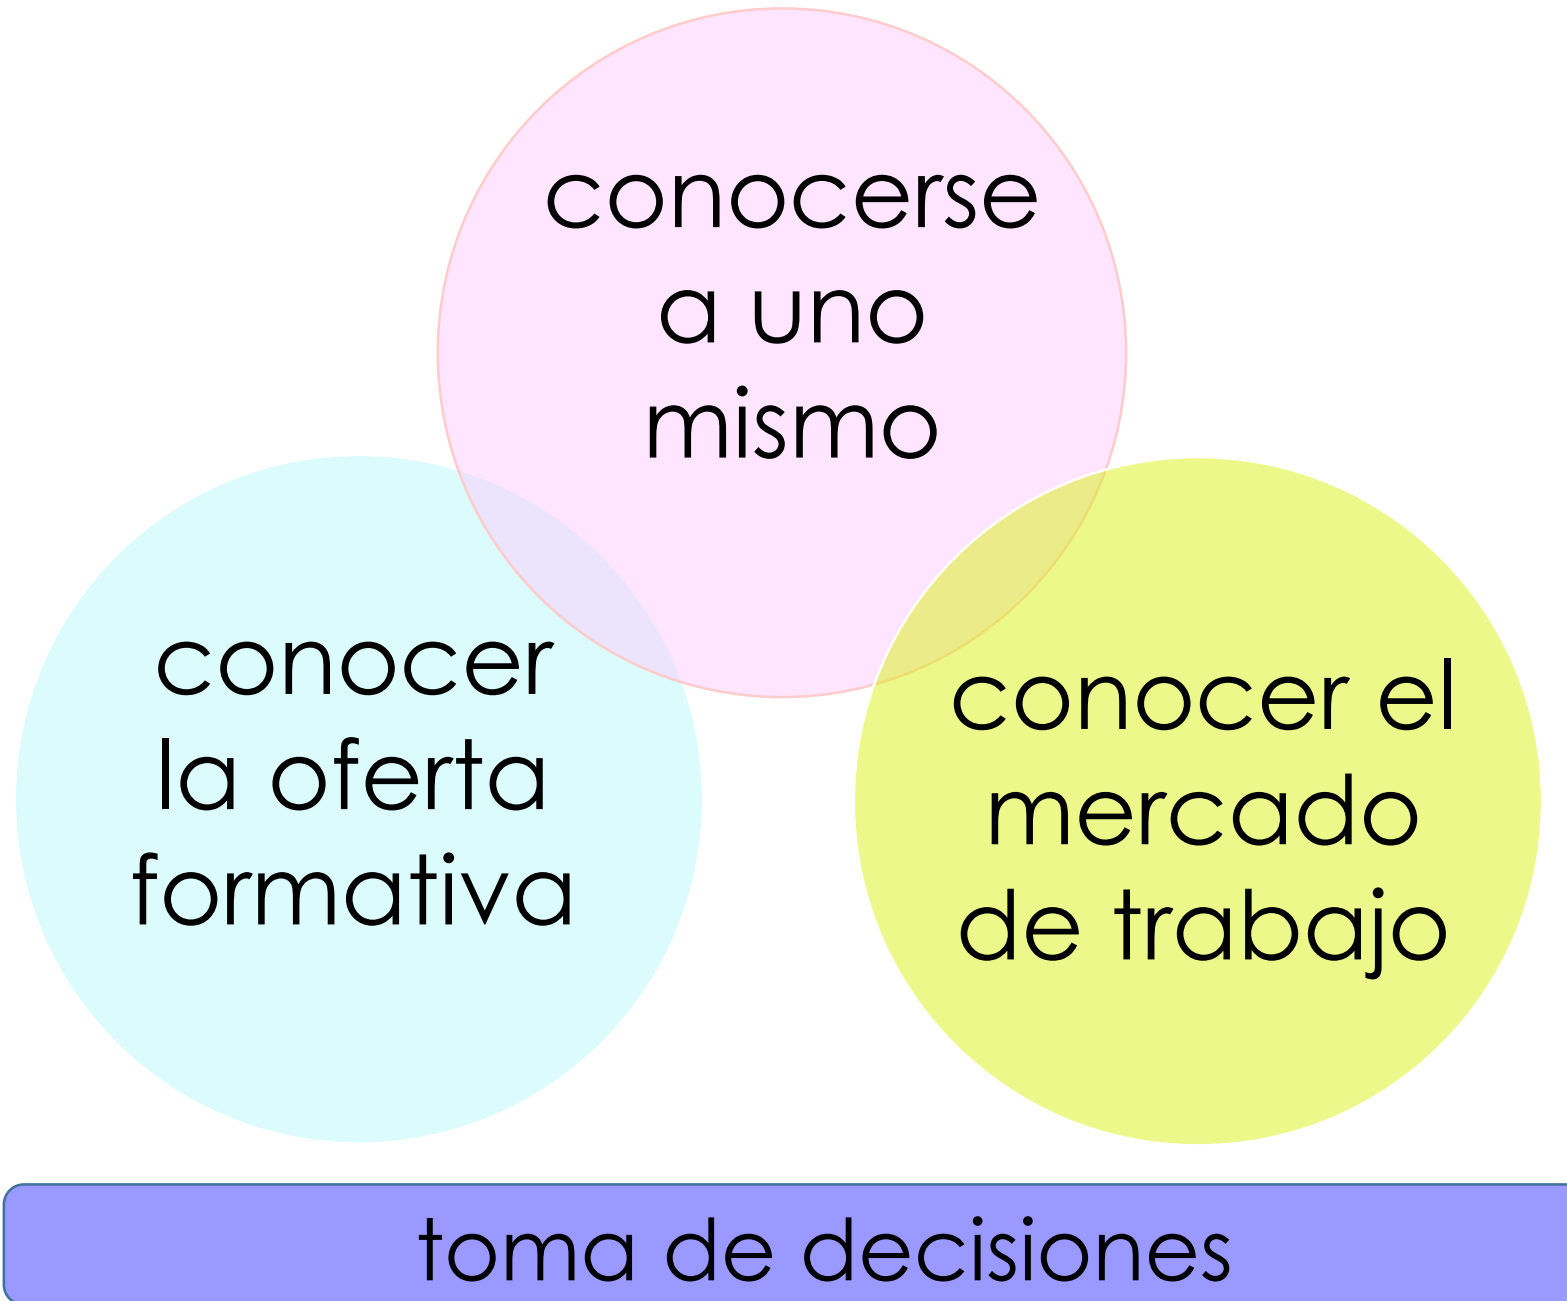 conocerse
a uno
mismo
conocer
la oferta
formativa
conocer el
mercado
de trabajo
toma de decisiones